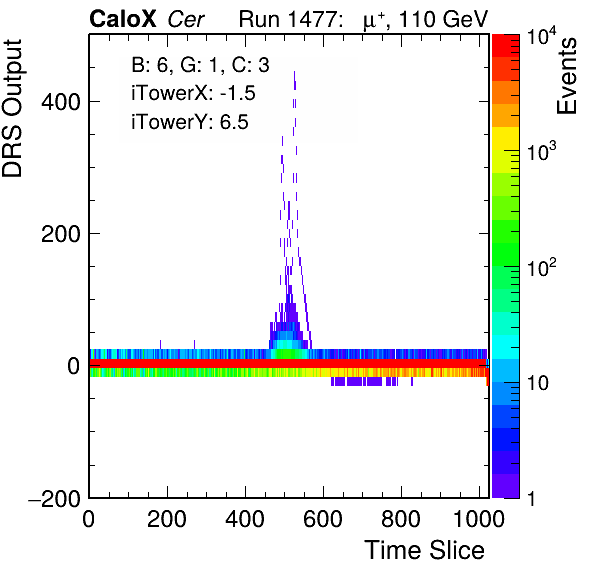 CaloX Cer Run 1477: μ⁺, 110 GeV
DRS Output
Events
B: 6, G: 1, C: 3
iTowerX: -1.5
iTowerY: 6.5
400
200
0
−200
0 200 400 600 800 1000
Time Slice
10⁴
10³
10²
10
1